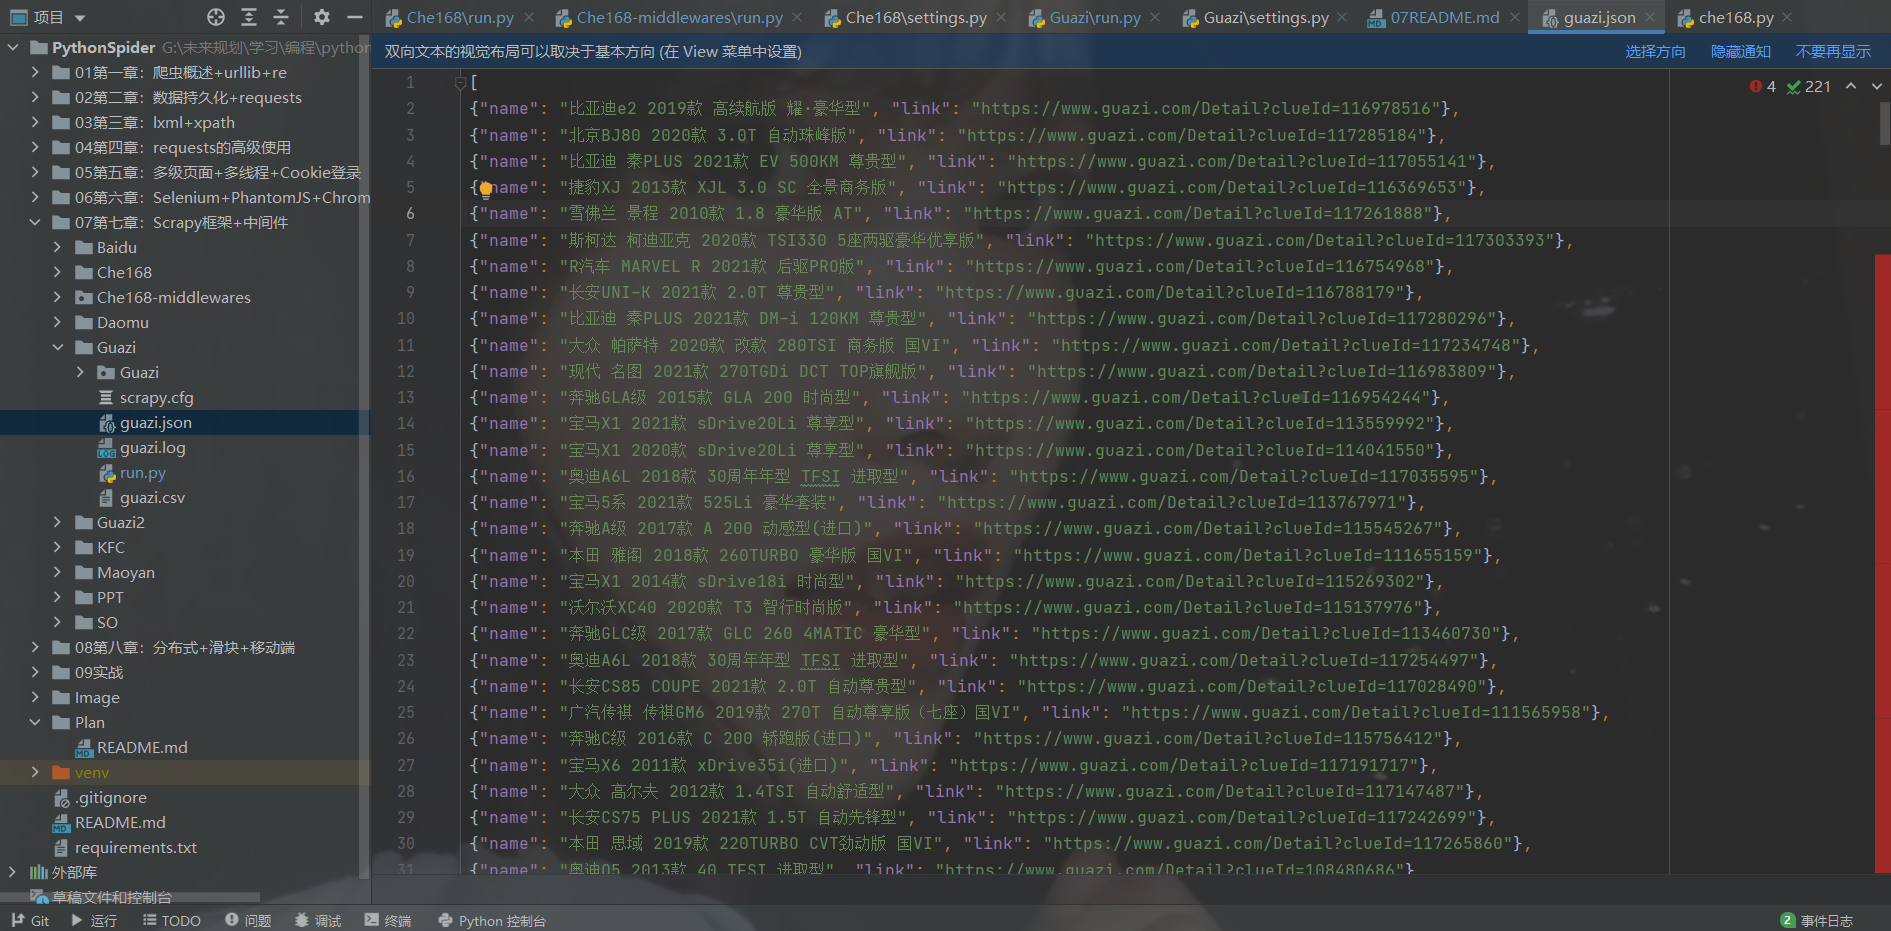 项目
Che168\run.py
Che168-middlewares\run.py
Che168\settings.py
Guazi\run.py
Guazi\settings.py
07README.md
guazi.json
che168.py
PythonSpider G:\未来规划\学习\编程\python
01第一章：爬虫概述+urllib+re
02第二章：数据持久化+requests
03第三章：lxml+xpath
04第四章：requests的高级使用
05第五章：多级页面+多线程+Cookie登录
06第六章：Selenium+PhantomJS+Chrom
07第七章：Scrapy框架+中间件
Baidu
Che168
Che168-middlewares
Daomu
Guazi
Guazi
scrapy.cfg
guazi.json
guazi.log
run.py
guazi.csv
Guazi2
KFC
Maoyan
PPT
SO
08第八章：分布式+滑块+移动端
09实战
Image
Plan
README.md
venv
.gitignore
README.md
requirements.txt
外部库
草稿文件和控制台
双向文本的视觉布局可以取决于基本方向 (在 View 菜单中设置) 选择方向 隐藏通知 不要再显示
4 221
1 [
2 {"name": "比亚迪e2 2019款 高续航版 耀·豪华型", "link": "https://www.guazi.com/Detail?clueId=116978516"},
3 {"name": "北京BJ80 2020款 3.0T 自动珠峰版", "link": "https://www.guazi.com/Detail?clueId=117285184"},
4 {"name": "比亚迪 秦PLUS 2021款 EV 500KM 尊贵型", "link": "https://www.guazi.com/Detail?clueId=117055141"},
5 {"name": "捷豹XJ 2013款 XJL 3.0 SC 全景商务版", "link": "https://www.guazi.com/Detail?clueId=116369653"},
6 {"name": "雪佛兰 景程 2010款 1.8 豪华版 AT", "link": "https://www.guazi.com/Detail?clueId=117261888"},
7 {"name": "斯柯达 柯迪亚克 2020款 TSI330 5座两驱豪华优享版", "link": "https://www.guazi.com/Detail?clueId=117303393"},
8 {"name": "R汽车 MARVEL R 2021款 后驱PRO版", "link": "https://www.guazi.com/Detail?clueId=116754968"},
9 {"name": "长安UNI-K 2021款 2.0T 尊贵型", "link": "https://www.guazi.com/Detail?clueId=116788179"},
10 {"name": "比亚迪 秦PLUS 2021款 DM-i 120KM 尊贵型", "link": "https://www.guazi.com/Detail?clueId=117280296"},
11 {"name": "大众 帕萨特 2020款 改款 280TSI 商务版 国VI", "link": "https://www.guazi.com/Detail?clueId=117234748"},
12 {"name": "现代 名图 2021款 270TGDi DCT TOP旗舰版", "link": "https://www.guazi.com/Detail?clueId=116983809"},
13 {"name": "奔驰GLA级 2015款 GLA 200 时尚型", "link": "https://www.guazi.com/Detail?clueId=116954244"},
14 {"name": "宝马X1 2021款 sDrive20Li 尊享型", "link": "https://www.guazi.com/Detail?clueId=113559992"},
15 {"name": "宝马X1 2020款 sDrive20Li 尊享型", "link": "https://www.guazi.com/Detail?clueId=114041550"},
16 {"name": "奥迪A6L 2018款 30周年年型 TFSI 进取型", "link": "https://www.guazi.com/Detail?clueId=117035595"},
17 {"name": "宝马5系 2021款 525Li 豪华套装", "link": "https://www.guazi.com/Detail?clueId=113767971"},
18 {"name": "奔驰A级 2017款 A 200 动感型(进口)", "link": "https://www.guazi.com/Detail?clueId=115545267"},
19 {"name": "本田 雅阁 2018款 260TURBO 豪华版 国VI", "link": "https://www.guazi.com/Detail?clueId=111655159"},
20 {"name": "宝马X1 2014款 sDrive18i 时尚型", "link": "https://www.guazi.com/Detail?clueId=115269302"},
21 {"name": "沃尔沃XC40 2020款 T3 智行时尚版", "link": "https://www.guazi.com/Detail?clueId=115137976"},
22 {"name": "奔驰GLC级 2017款 GLC 260 4MATIC 豪华型", "link": "https://www.guazi.com/Detail?clueId=113460730"},
23 {"name": "奥迪A6L 2018款 30周年年型 TFSI 进取型", "link": "https://www.guazi.com/Detail?clueId=117254497"},
24 {"name": "长安CS85 COUPE 2021款 2.0T 自动尊贵型", "link": "https://www.guazi.com/Detail?clueId=117028490"},
25 {"name": "广汽传祺 传祺GM6 2019款 270T 自动尊享版（七座）国VI", "link": "https://www.guazi.com/Detail?clueId=111565958"},
26 {"name": "奔驰C级 2016款 C 200 轿跑版(进口)", "link": "https://www.guazi.com/Detail?clueId=115756412"},
27 {"name": "宝马X6 2011款 xDrive35i(进口)", "link": "https://www.guazi.com/Detail?clueId=117191717"},
28 {"name": "大众 高尔夫 2012款 1.4TSI 自动舒适型", "link": "https://www.guazi.com/Detail?clueId=117147487"},
29 {"name": "长安CS75 PLUS 2021款 1.5T 自动先锋型", "link": "https://www.guazi.com/Detail?clueId=117242699"},
30 {"name": "本田 思域 2019款 220TURBO CVT劲动版 国VI", "link": "https://www.guazi.com/Detail?clueId=117265860"},
31 {"name": "奥迪Q5 2013款 40 TFSI 进取型", "link": "https://www.guazi.com/Detail?clueId=108480686"}
Git 运行 TODO 问题 调试 终端 Python 控制台 2 事件日志